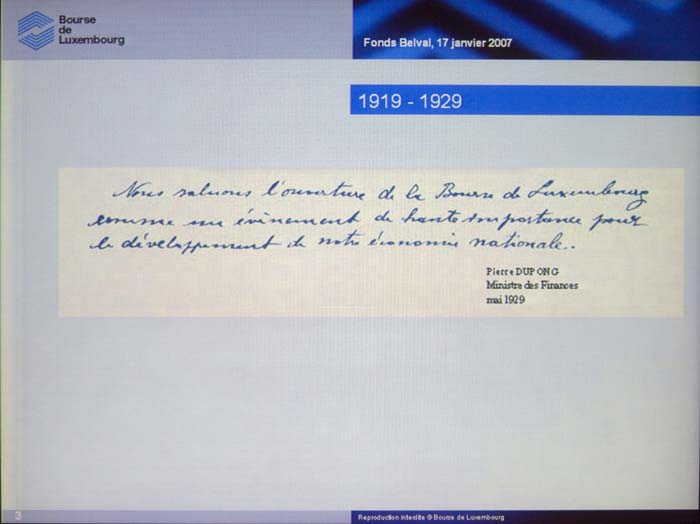 Bourse
de
Luxembourg
Fonds Belval, 17 janvier 2007
1919 - 1929
Nous saluons l'ouverture de la Bourse de Luxembourg
comme un évènement de haute importance pour
le développement de notre économie nationale.
Pierre DUPONG
Ministre des Finances
mai 1929
3
Reproduction interdite © Bourse de Luxembourg